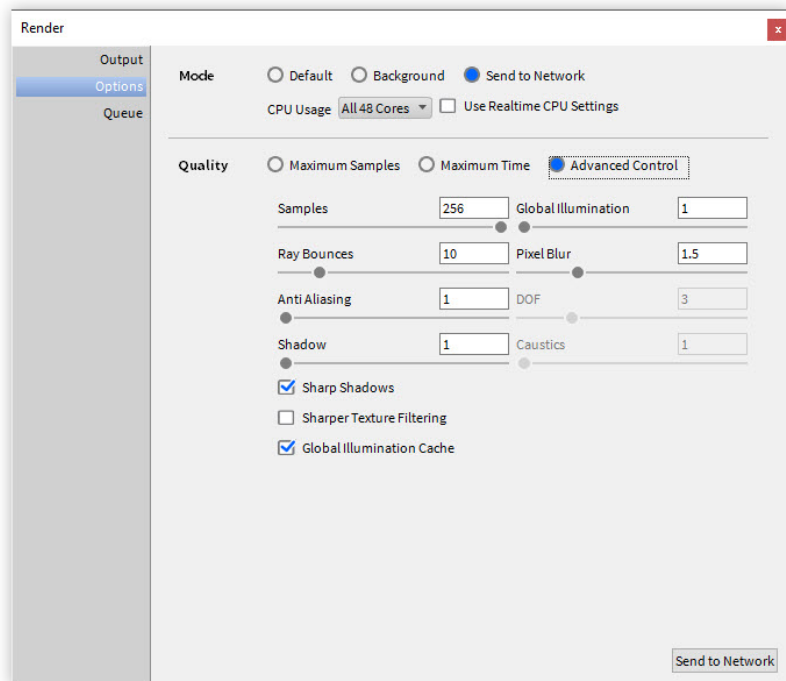 Render
x
Output
Options
Queue
Mode
Default Background Send to Network
CPU Usage All 48 Cores Use Realtime CPU Settings
Quality
Maximum Samples Maximum Time Advanced Control
Samples 256 Global Illumination 1
Ray Bounces 10 Pixel Blur 1.5
Anti Aliasing 1 DOF 3
Shadow 1 Caustics 1
Sharp Shadows
Sharper Texture Filtering
Global Illumination Cache
Send to Network